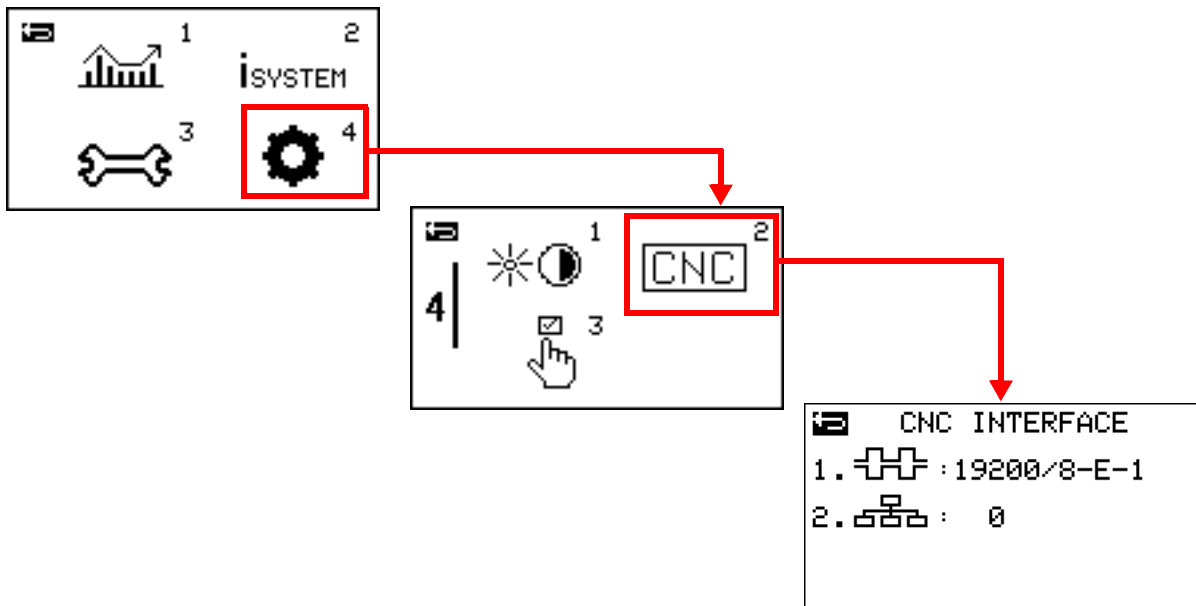 1
2
iSYSTEM
3
4
4
1
2
CNC
3
CNC INTERFACE
1. :19200/8-E-1
2. : 0